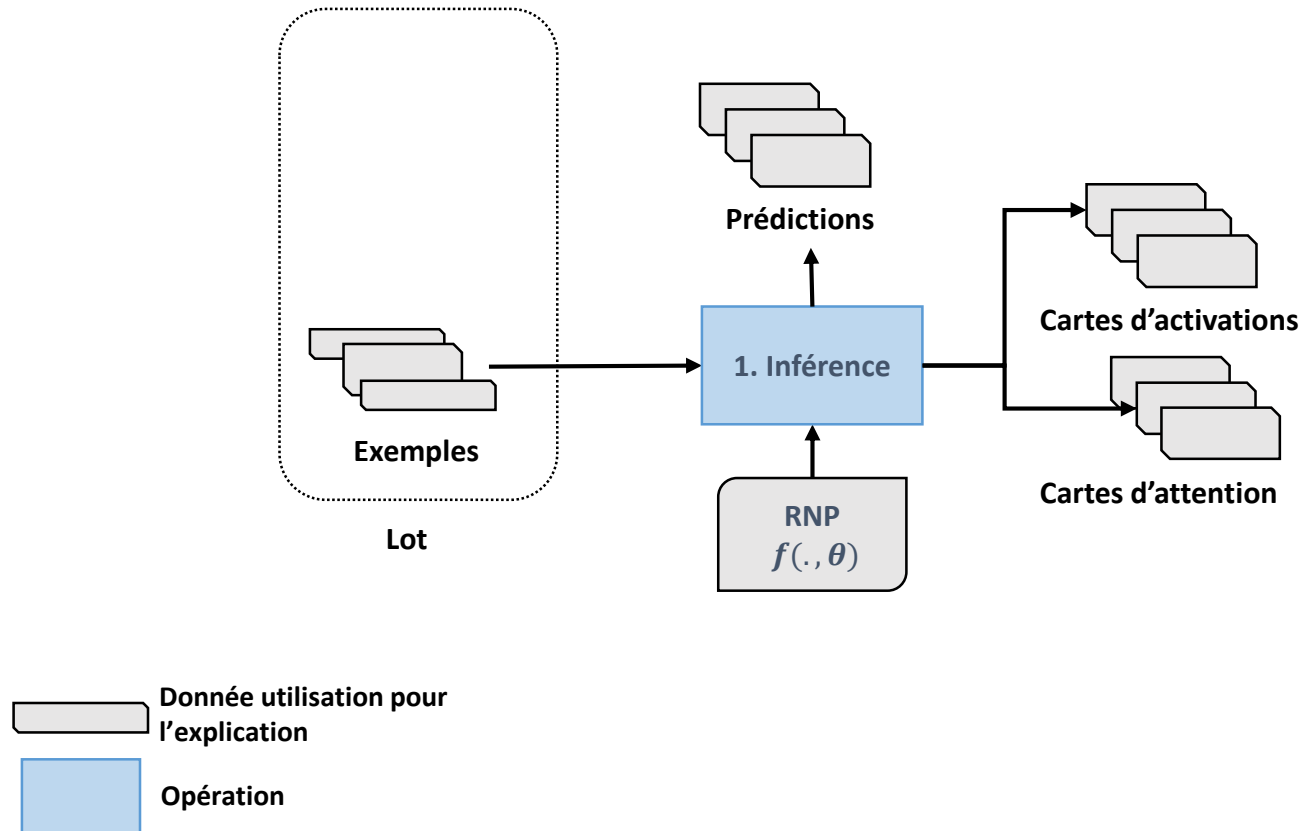 Prédictions
Cartes d'activations
1. Inférence
Exemples
Cartes d'attention
RNP
f(. , θ)
Lot
Donnée utilisation pour
l'explication
Opération